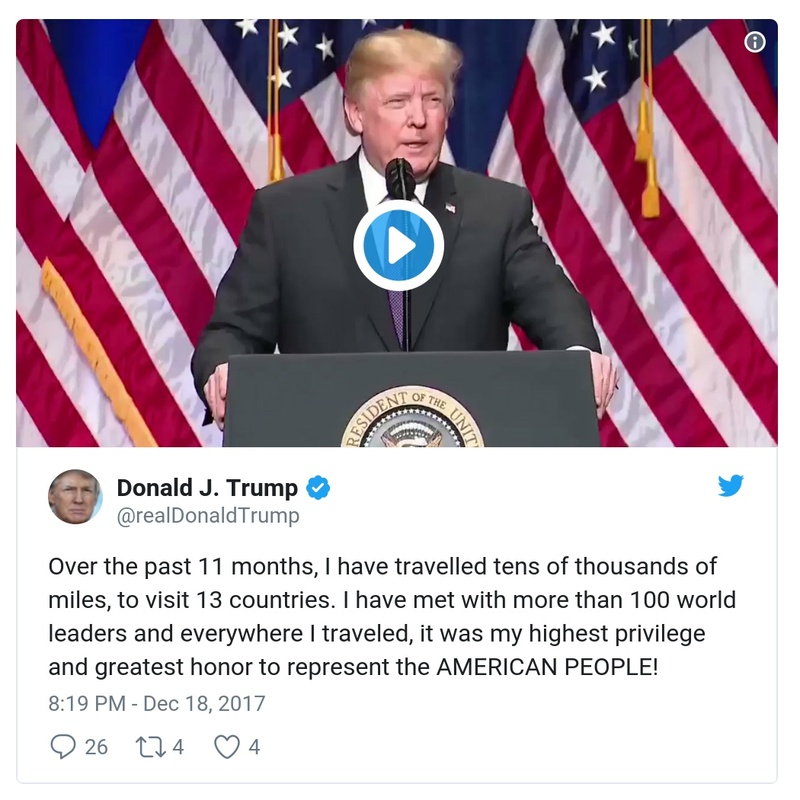 PRESIDENT OF THE UNIT
Donald J. Trump
@realDonaldTrump
Over the past 11 months, I have travelled tens of thousands of
miles, to visit 13 countries. I have met with more than 100 world
leaders and everywhere I traveled, it was my highest privilege
and greatest honor to represent the AMERICAN PEOPLE!
8:19 PM - Dec 18, 2017
26 4 4